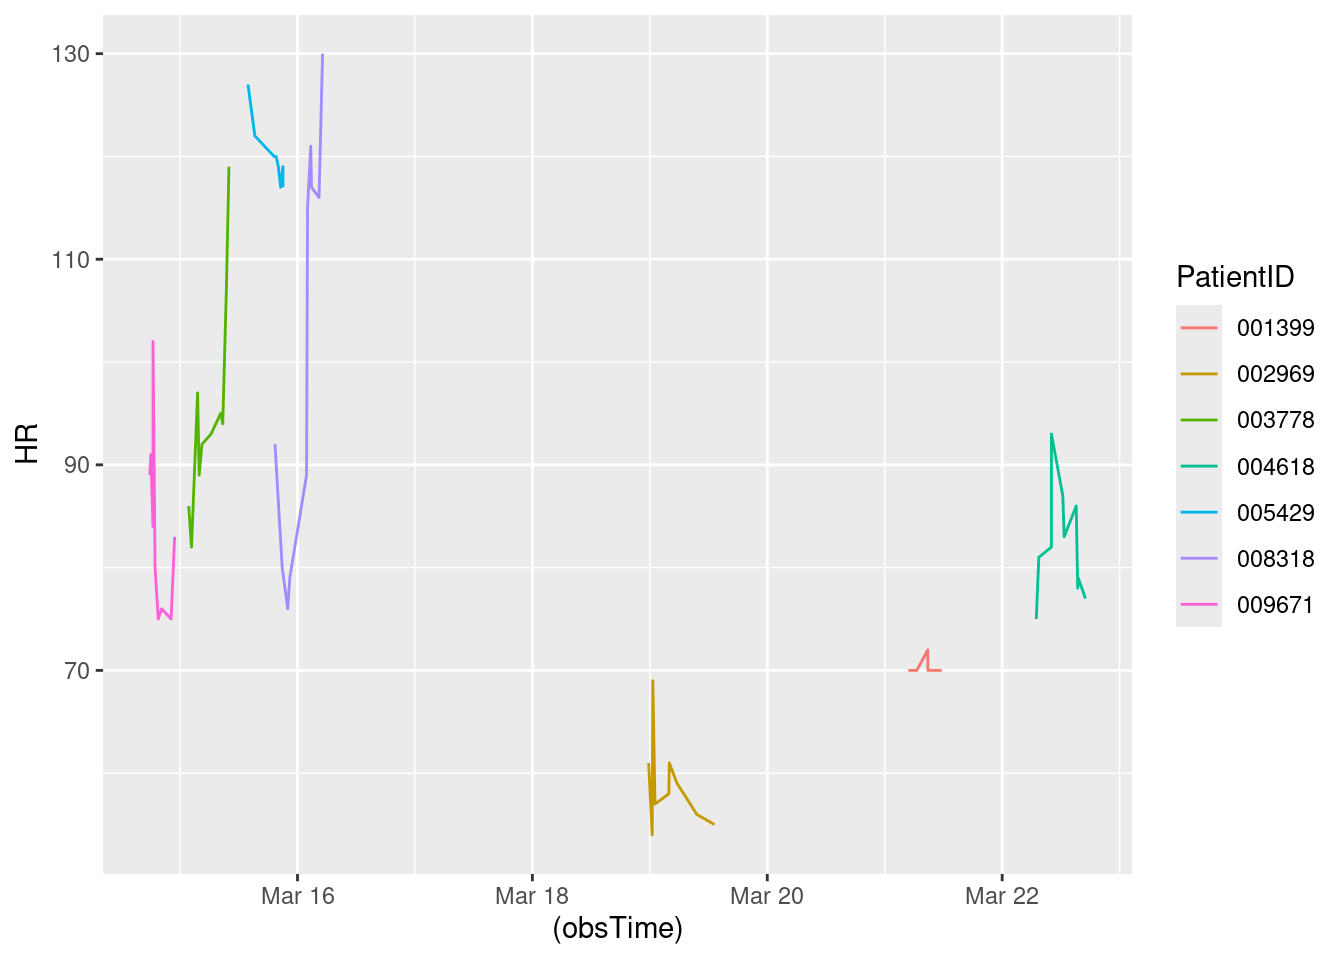 130
110
90
70
HR
Mar 16
Mar 18
Mar 20
Mar 22
(obsTime)
PatientID
001399
002969
003778
004618
005429
008318
009671